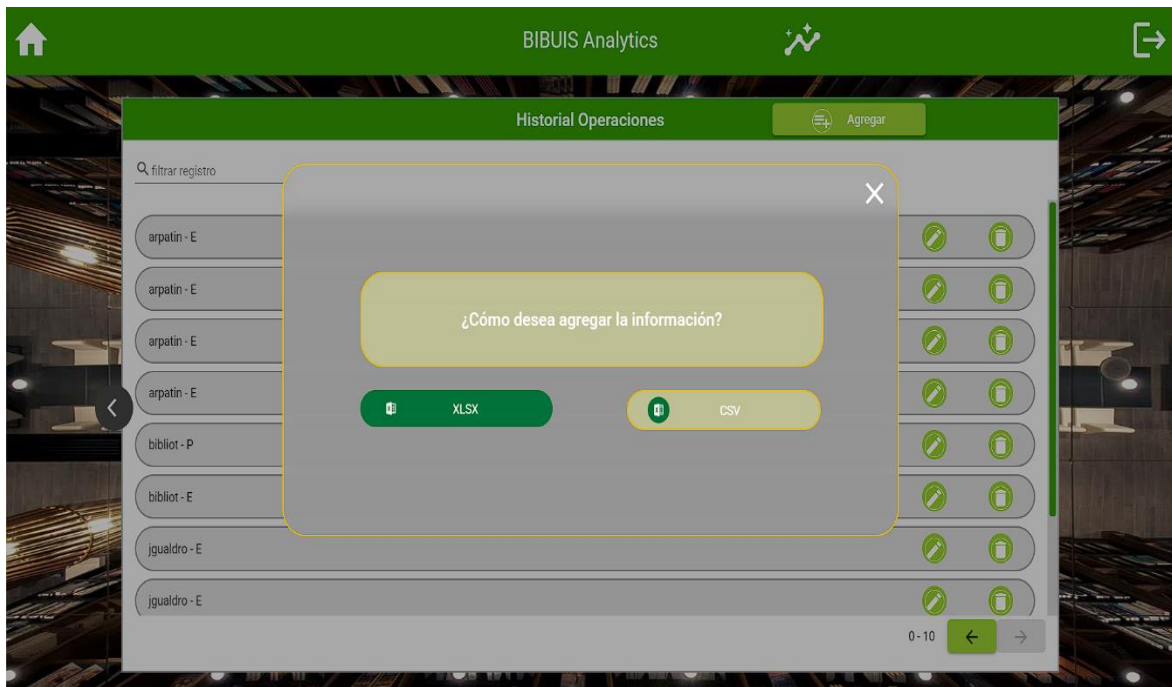 BIBUIS Analytics
Historial Operaciones
Agregar
filtrar registro
X
arpatin - E
arpatin - E
¿Cómo desea agregar la información?
arpatin - E
arpatin - E
XLSX
CSV
bibliot - P
bibliot - E
jgualdro - E
jgualdro - E
0 - 10